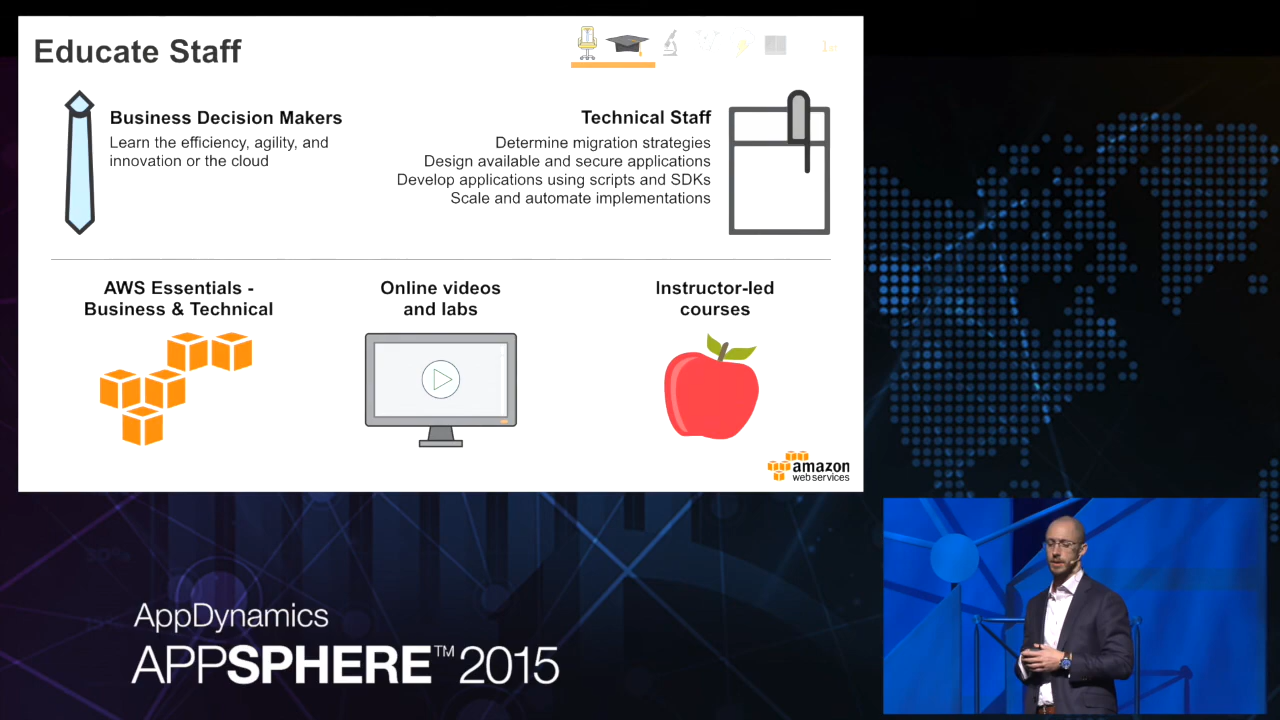 Educate Staff
1st
Business Decision Makers
Learn the efficiency, agility, and
innovation or the cloud
Technical Staff
Determine migration strategies
Design available and secure applications
Develop applications using scripts and SDKs
Scale and automate implementations
AWS Essentials -
Business & Technical
Online videos
and labs
Instructor-led
courses
amazon
web services
AppDynamics
APPSPHERE™ 2015